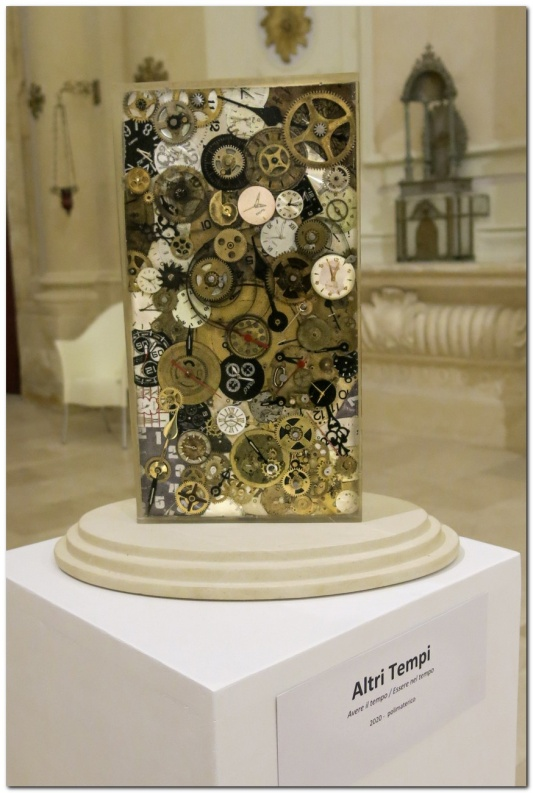 Altri Tempi
Avere il tempo / Essere nel tempo
2020 - polimaterico